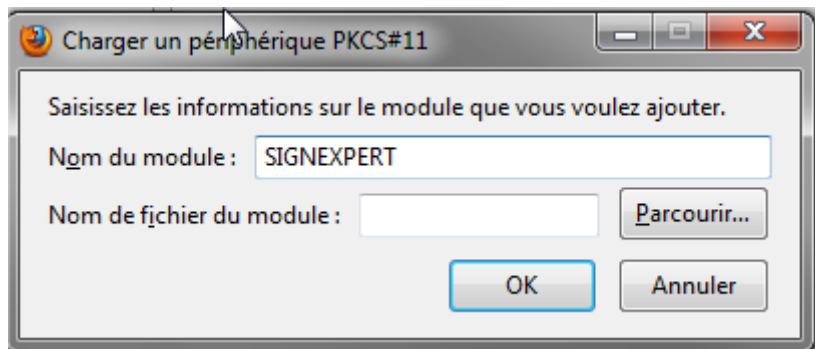 Charger un périphérique PKCS#11
Saisissez les informations sur le module que vous voulez ajouter.
Nom du module : SIGNEXPERT
Nom de fichier du module : Parcourir...
OK Annuler